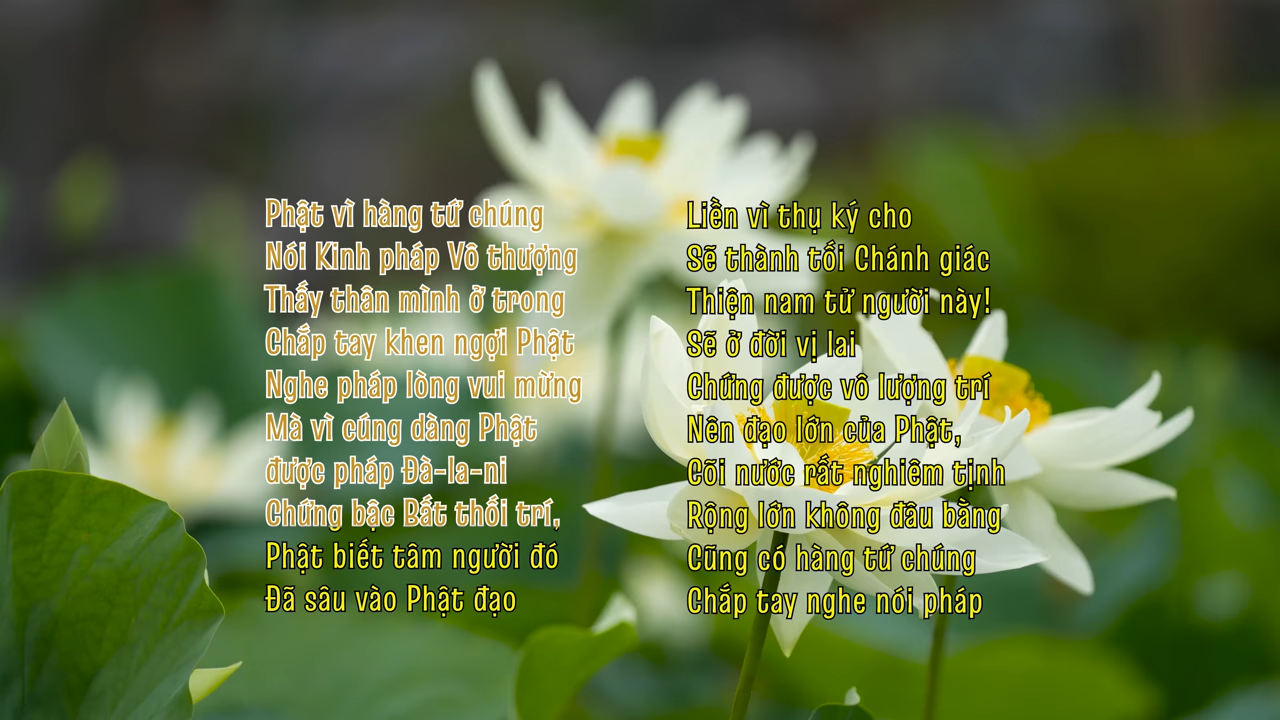 Phật vì hàng tứ chúng
Nói Kinh pháp Vô thượng
Thấy thân mình ở trong
Chắp tay khen ngợi Phật
Nghe pháp lòng vui mừng
Mà vì cúng dàng Phật
được pháp Đà-la-ni
Chứng bậc Bất thối trí,
Phật biết tâm người đó
Đã sâu vào Phật đạo
Liền vì thụ ký cho
Sẽ thành tối Chánh giác
Thiện nam tử người này!
Sẽ ở đời vị lai
Chứng được vô lượng trí
Nên đạo lớn của Phật,
Cõi nước rất nghiêm tịnh
Rộng lớn không đâu bằng
Cũng có hàng tứ chúng
Chắp tay nghe nói pháp